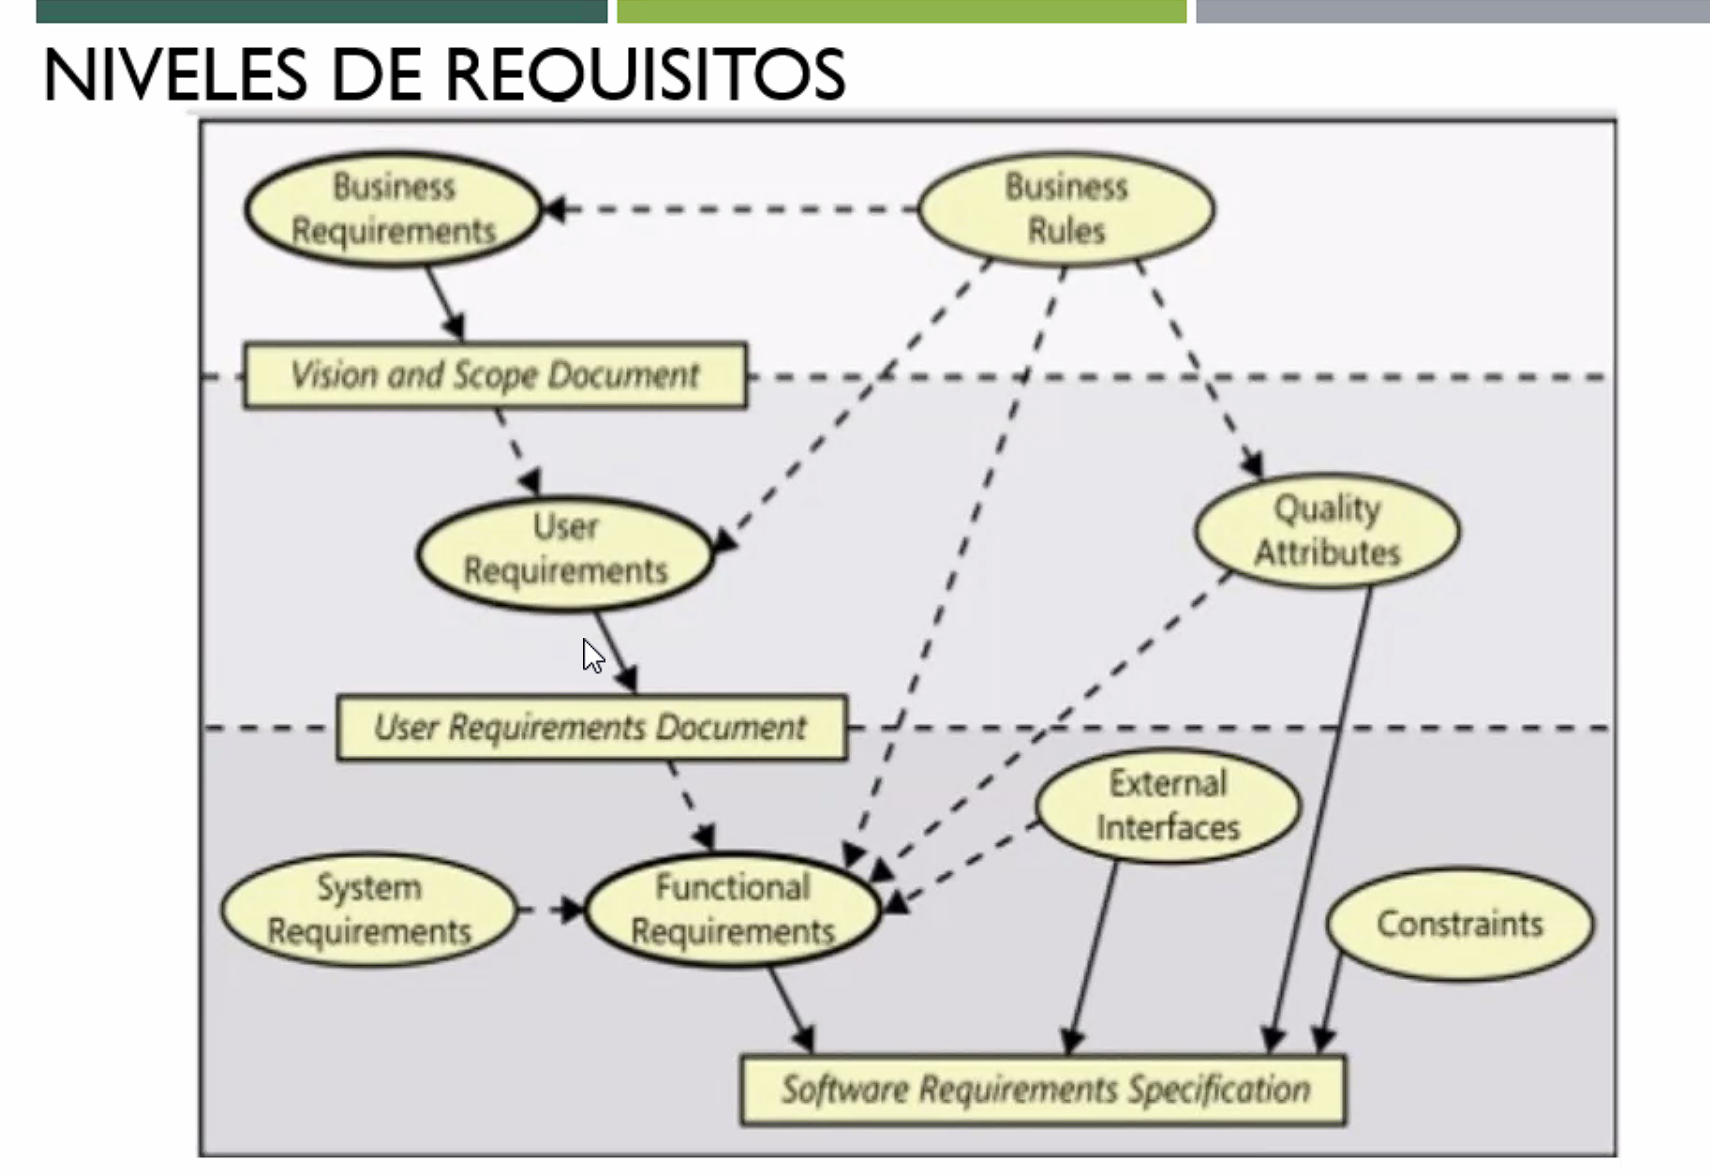 NIVELES DE REQUISITOS
Business
Requirements
Business
Rules
Vision and Scope Document
User
Requirements
Quality
Attributes
User Requirements Document
External
Interfaces
System
Requirements
Functional
Requirements
Constraints
Software Requirements Specification